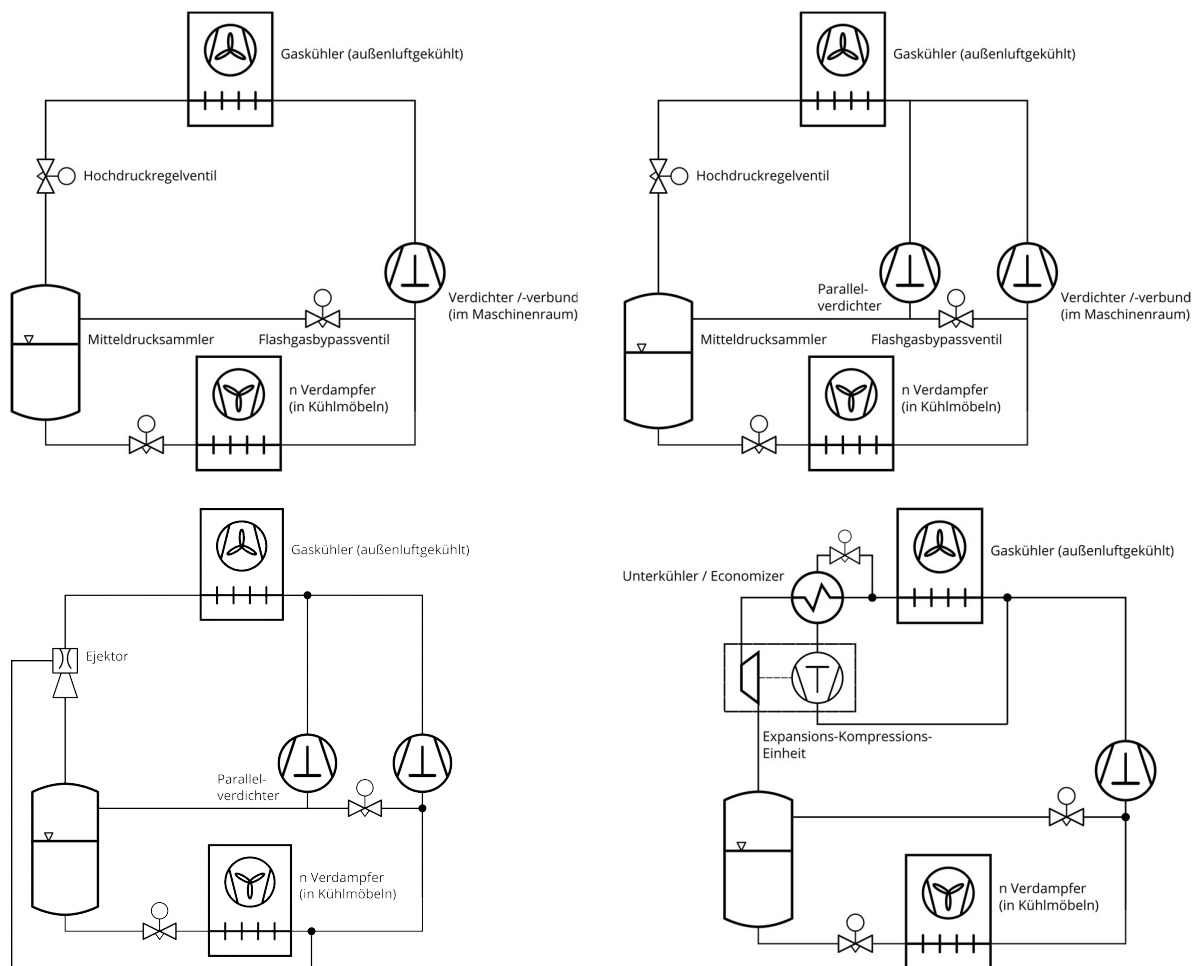 Gaskühler (außenluftgekühlt)
Hochdruckregelventil
Verdichter /-verbund
(im Maschinenraum)
Mitteldrucksammler
Flashgasbypassventil
n Verdampfer
(in Kühlmöbeln)
Gaskühler (außenluftgekühlt)
Hochdruckregelventil
Parallel-
verdichter
Verdichter /-verbund
(im Maschinenraum)
Mitteldrucksammler
Flashgasbypassventil
n Verdampfer
(in Kühlmöbeln)
Gaskühler (außenluftgekühlt)
Ejektor
Parallel-
verdichter
n Verdampfer
(in Kühlmöbeln)
Gaskühler (außenluftgekühlt)
Unterkühler / Economizer
Expansions-Kompressions-
Einheit
n Verdampfer
(in Kühlmöbeln)